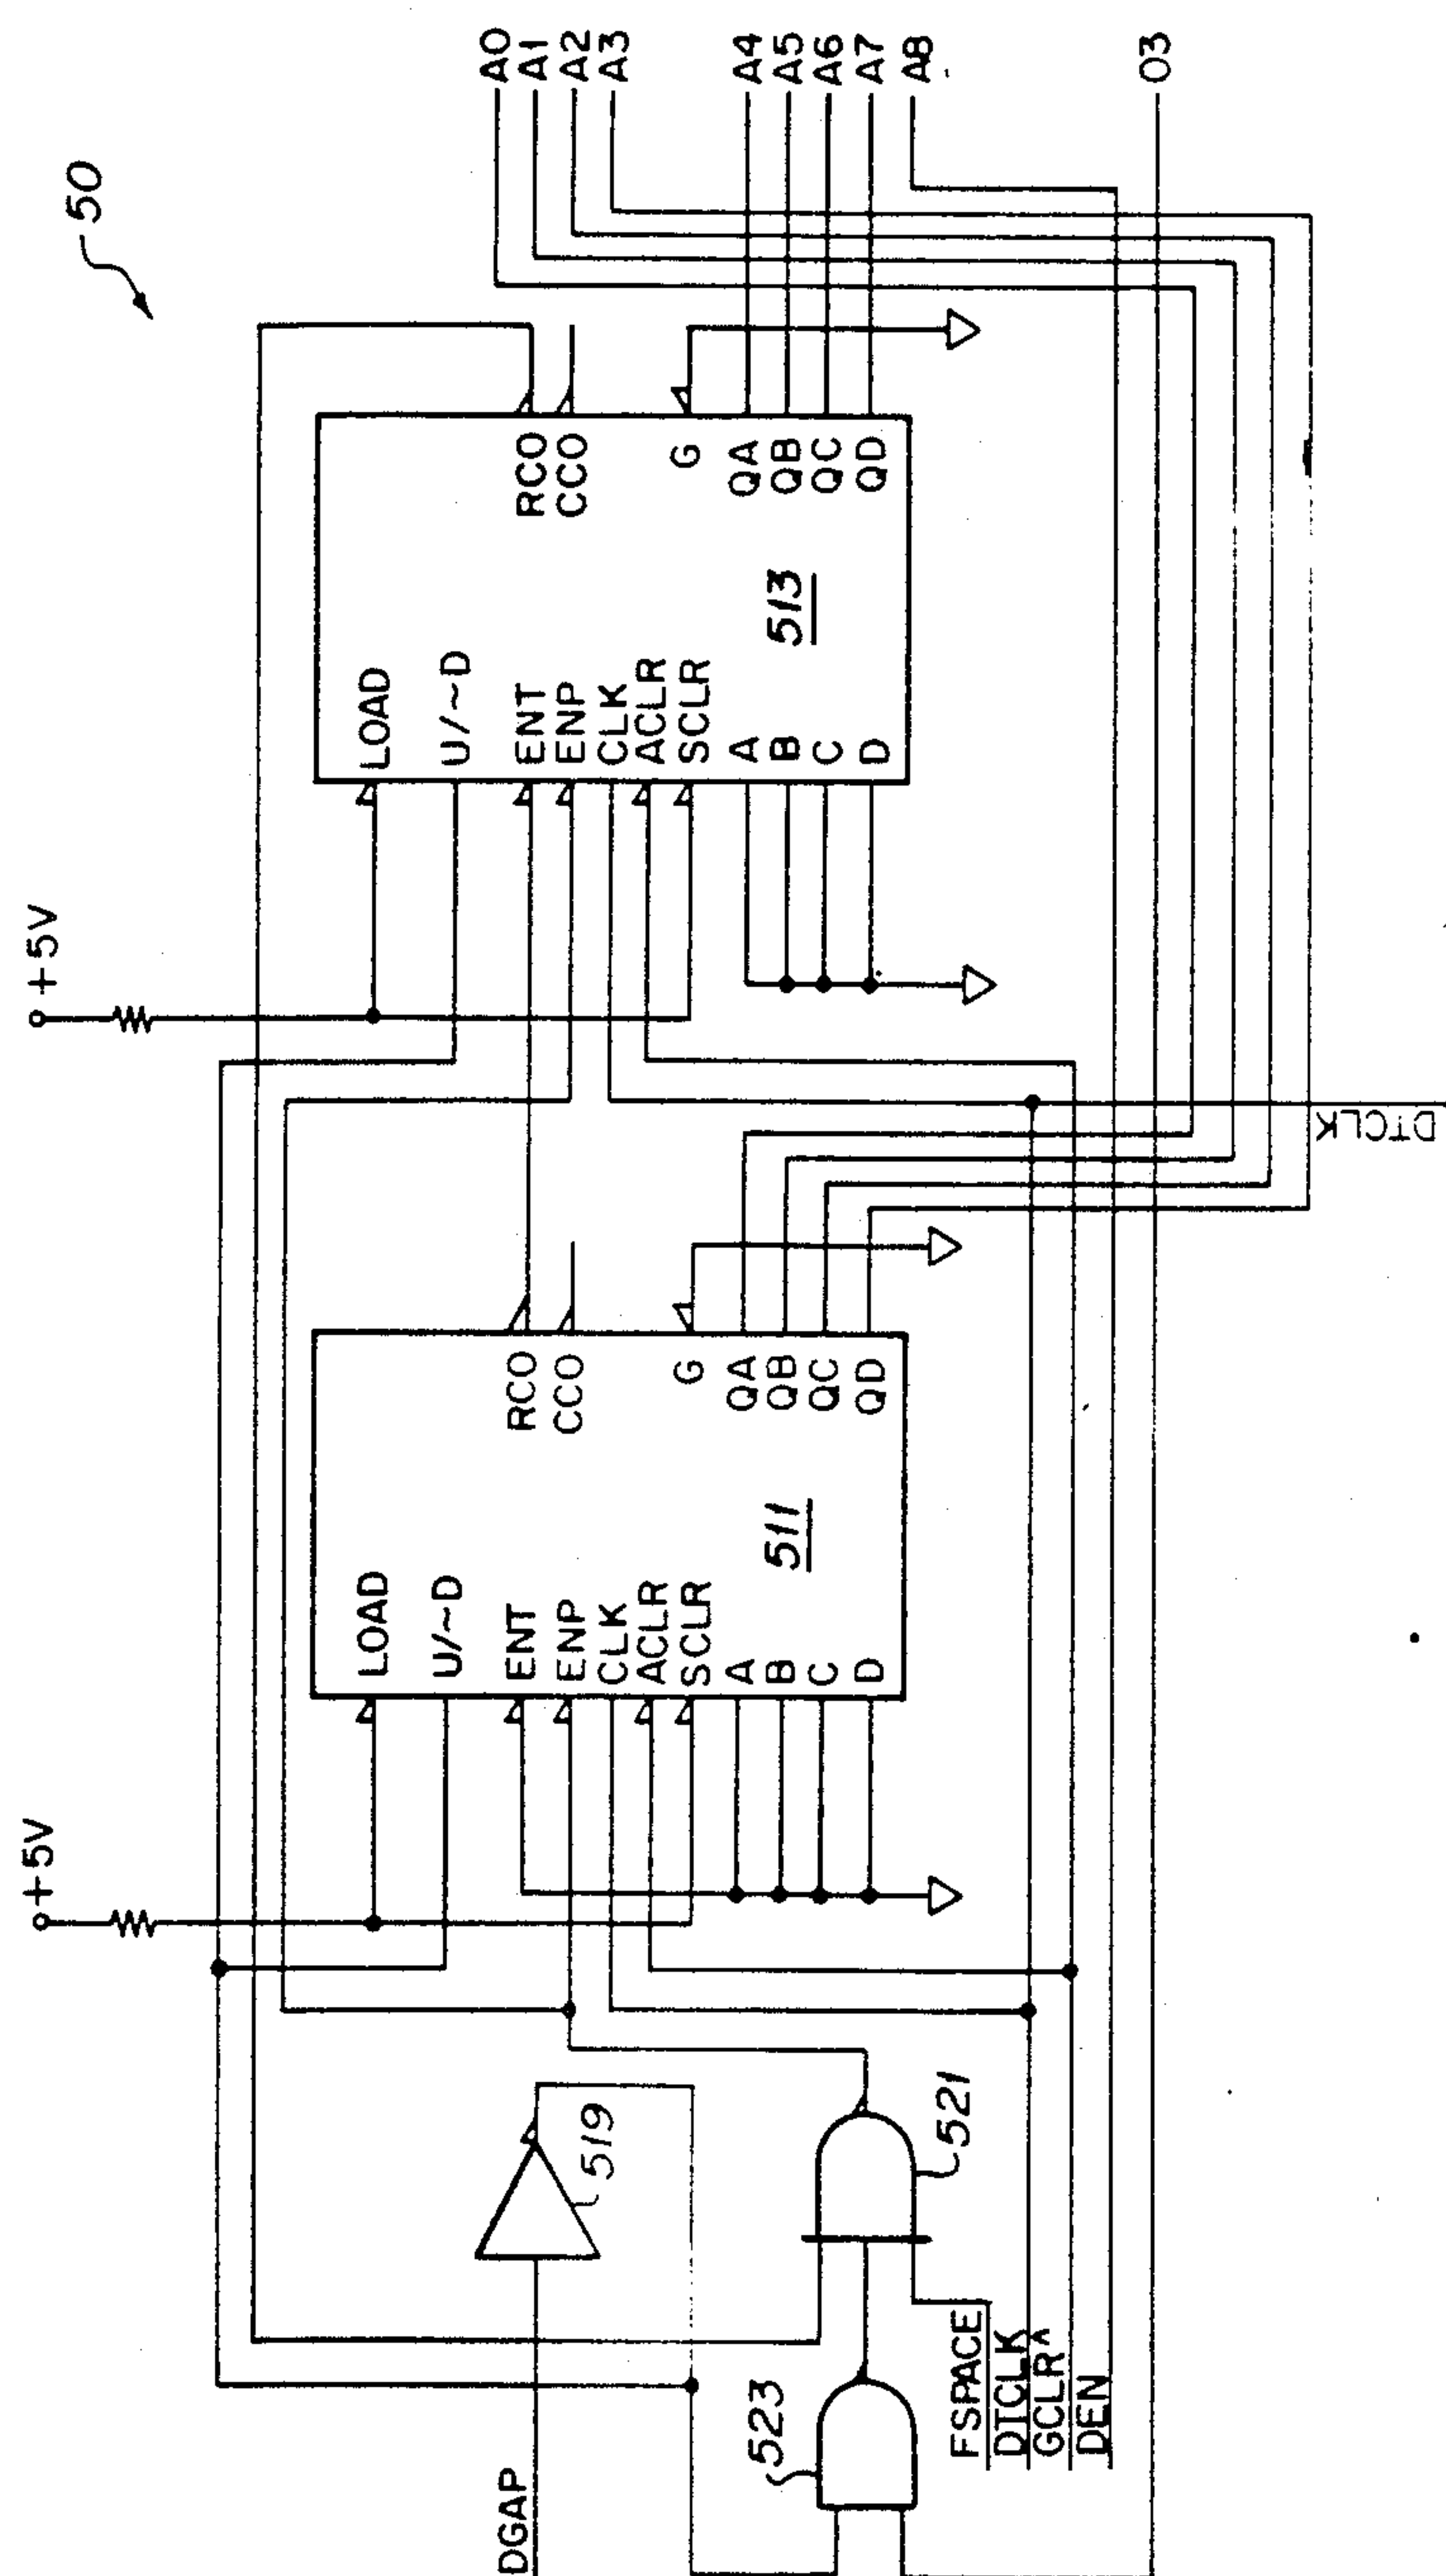 50
+5V
+5V
LOAD
U/~D
ENT
ENP
CLK
ACLR
SCLR
A
B
C
D
RCO
CCO
G
QA
QB
QC
QD
511
LOAD
U/~D
ENT
ENP
CLK
ACLR
SCLR
A
B
C
D
RCO
CCO
G
QA
QB
QC
QD
513
A0
A1
A2
A3
A4
A5
A6
A7
A8
03
DGAP
519
523
521
FSPACE
DTCLK
GCLR^
DEN
DTCLK